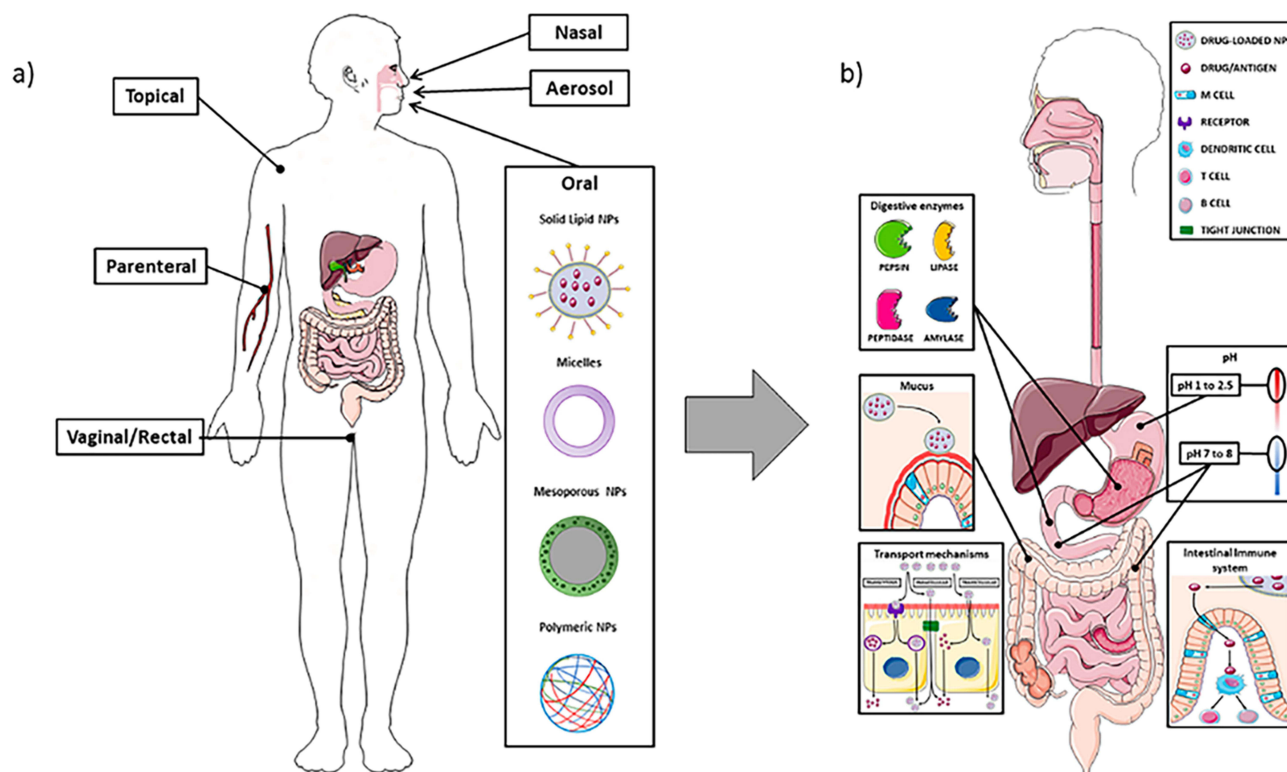 a)
Nasal
Aerosol
Topical
Parenteral
Vaginal/Rectal
Oral
Solid Lipid NPs
Micelles
Mesoporous NPs
Polymeric NPs
b)
DRUG-LOADED NP
DRUG/ANTIGEN
M CELL
RECEPTOR
DENDRITIC CELL
T CELL
B CELL
TIGHT JUNCTION
Digestive enzymes
PEPSIN
LIPASE
PEPTIDASE
AMYLASE
Mucus
pH
pH 1 to 2.5
pH 7 to 8
Transport mechanisms
Intestinal Immune
system